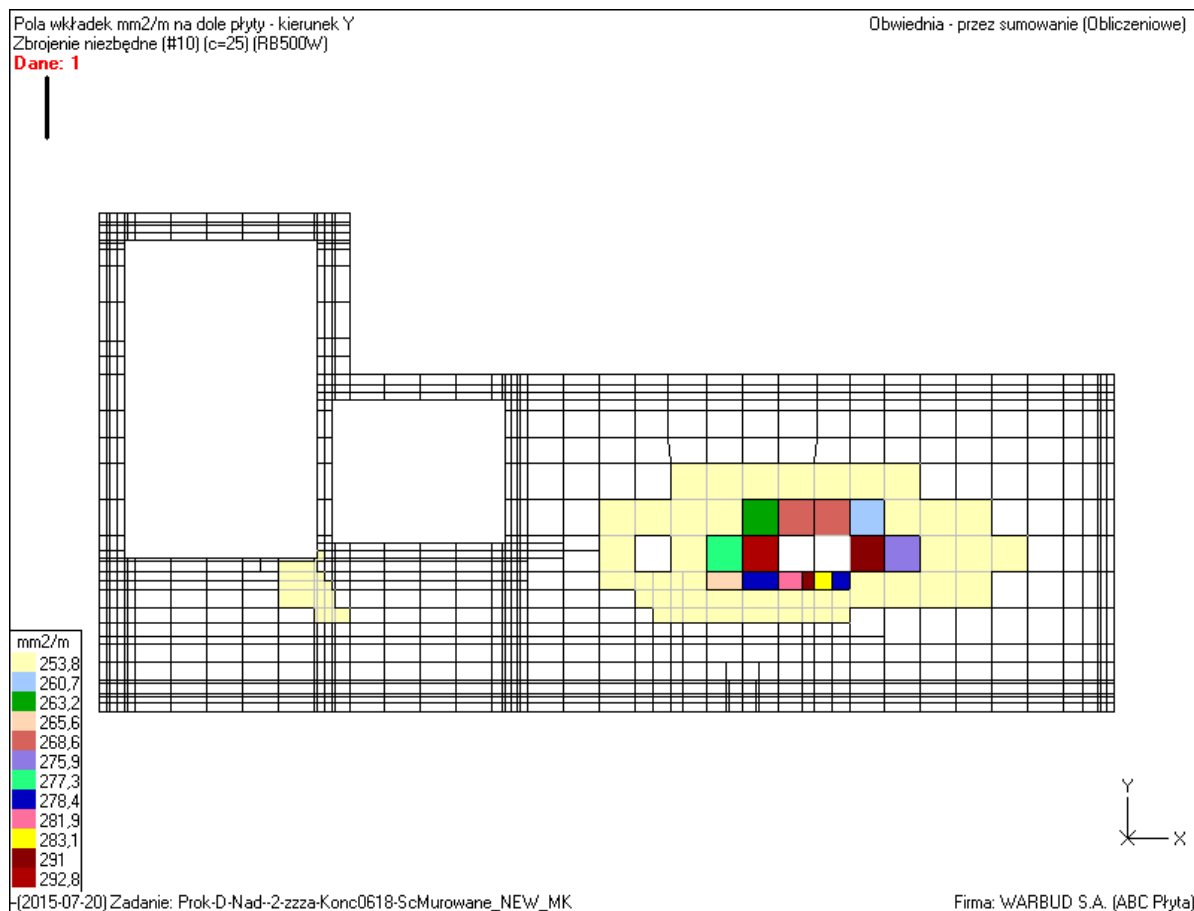 Pola wkładek mm2/m na dole płyty - kierunek Y
Obwiednia - przez sumowanie (Obliczeniowe)
Zbrojenie niezbędne (#10) (c=25) (RB500W)
Dane: 1
mm2/m
253,8
260,7
263,2
265,6
268,6
275,9
277,3
278,4
281,9
283,1
291
292,8
Y
X
(2015-07-20) Zadanie: Prok-D-Nad--2-zzza-Konc0618-ScMurowane_NEW_MK
Firma: WARBUD S.A. (ABC Płyta)